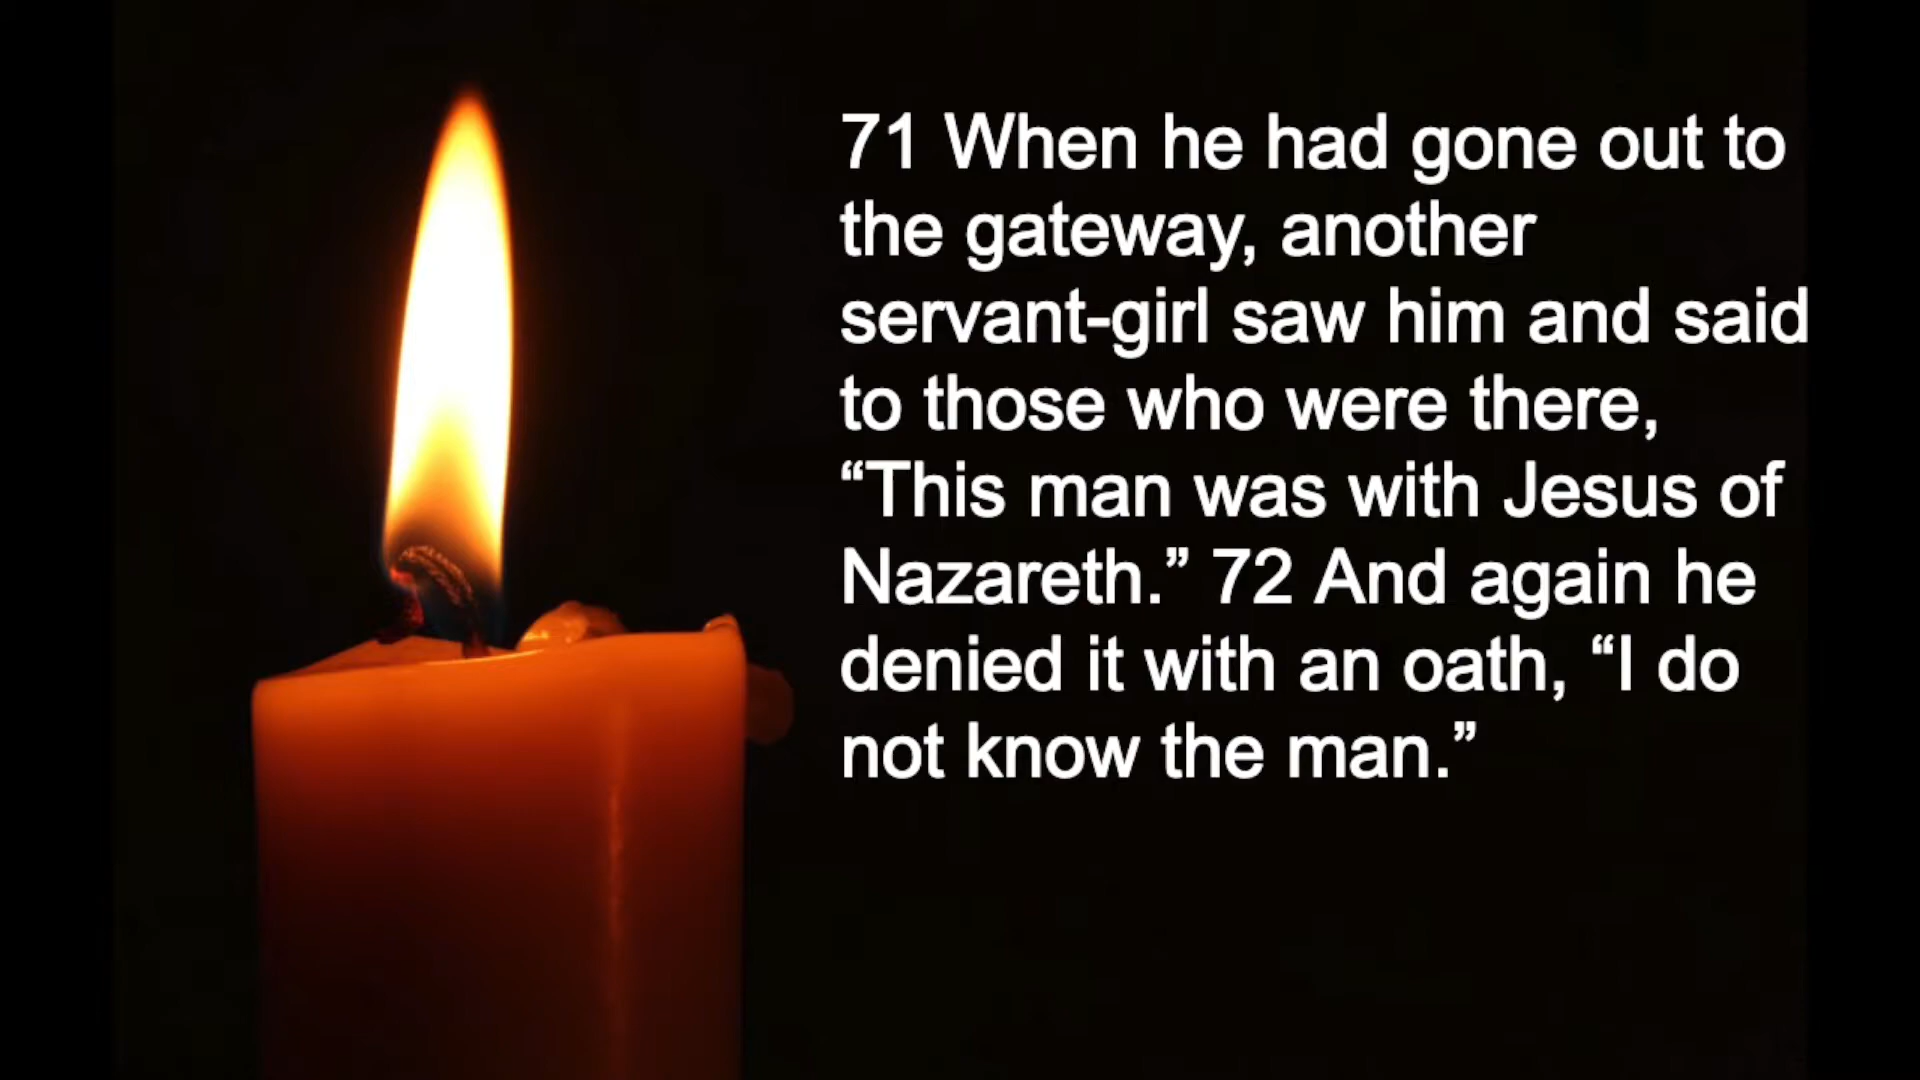 71 When he had gone out to
the gateway, another
servant-girl saw him and said
to those who were there,
“This man was with Jesus of
Nazareth.” 72 And again he
denied it with an oath, “I do
not know the man.”